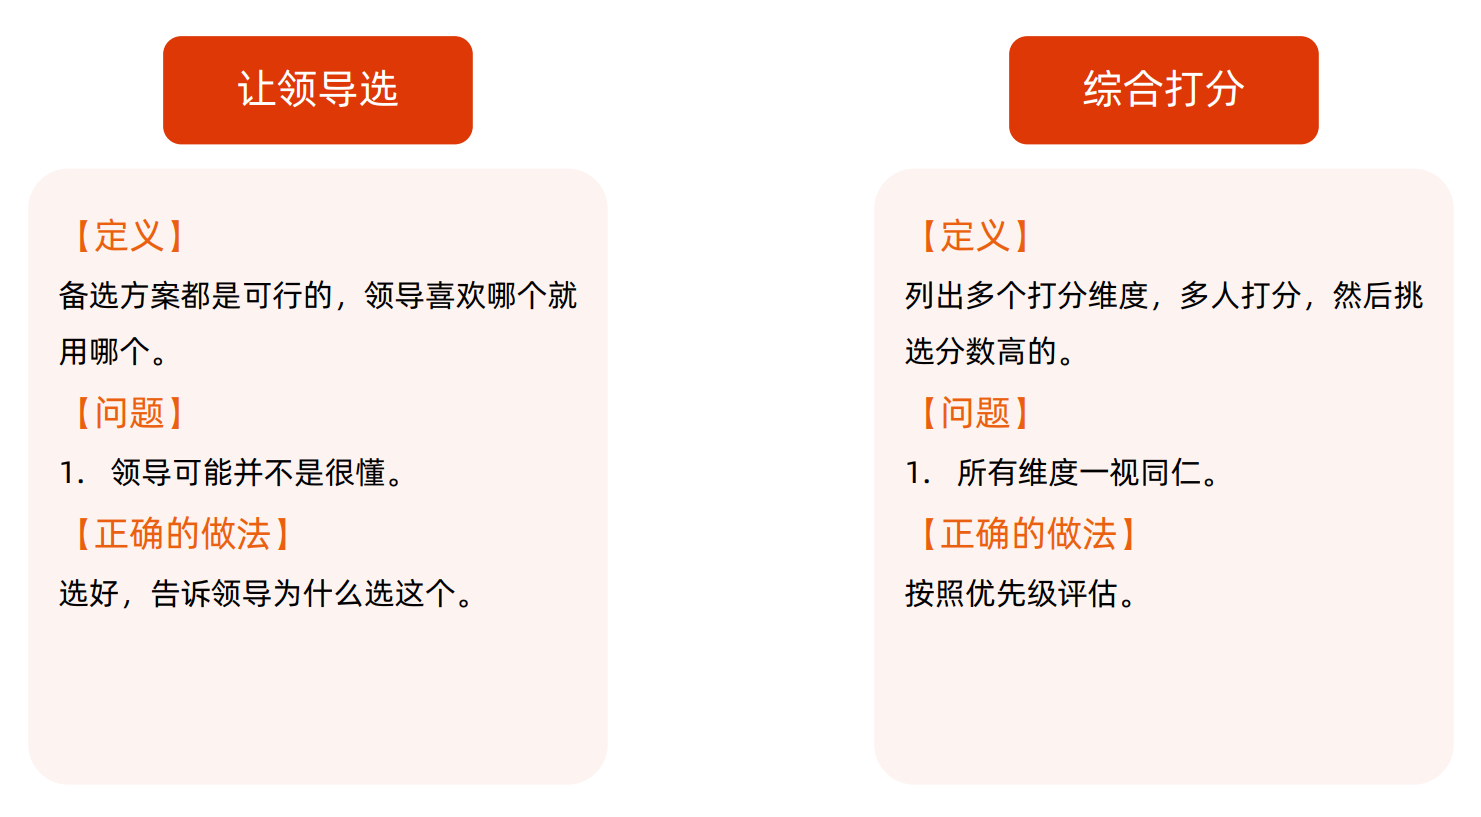 让领导选
【定义】
备选方案都是可行的，领导喜欢哪个就
用哪个。
【问题】
1. 领导可能并不是很懂。
【正确的做法】
选好，告诉领导为什么选这个。
综合打分
【定义】
列出多个打分维度，多人打分，然后挑
选分数高的。
【问题】
1. 所有维度一视同仁。
【正确的做法】
按照优先级评估。